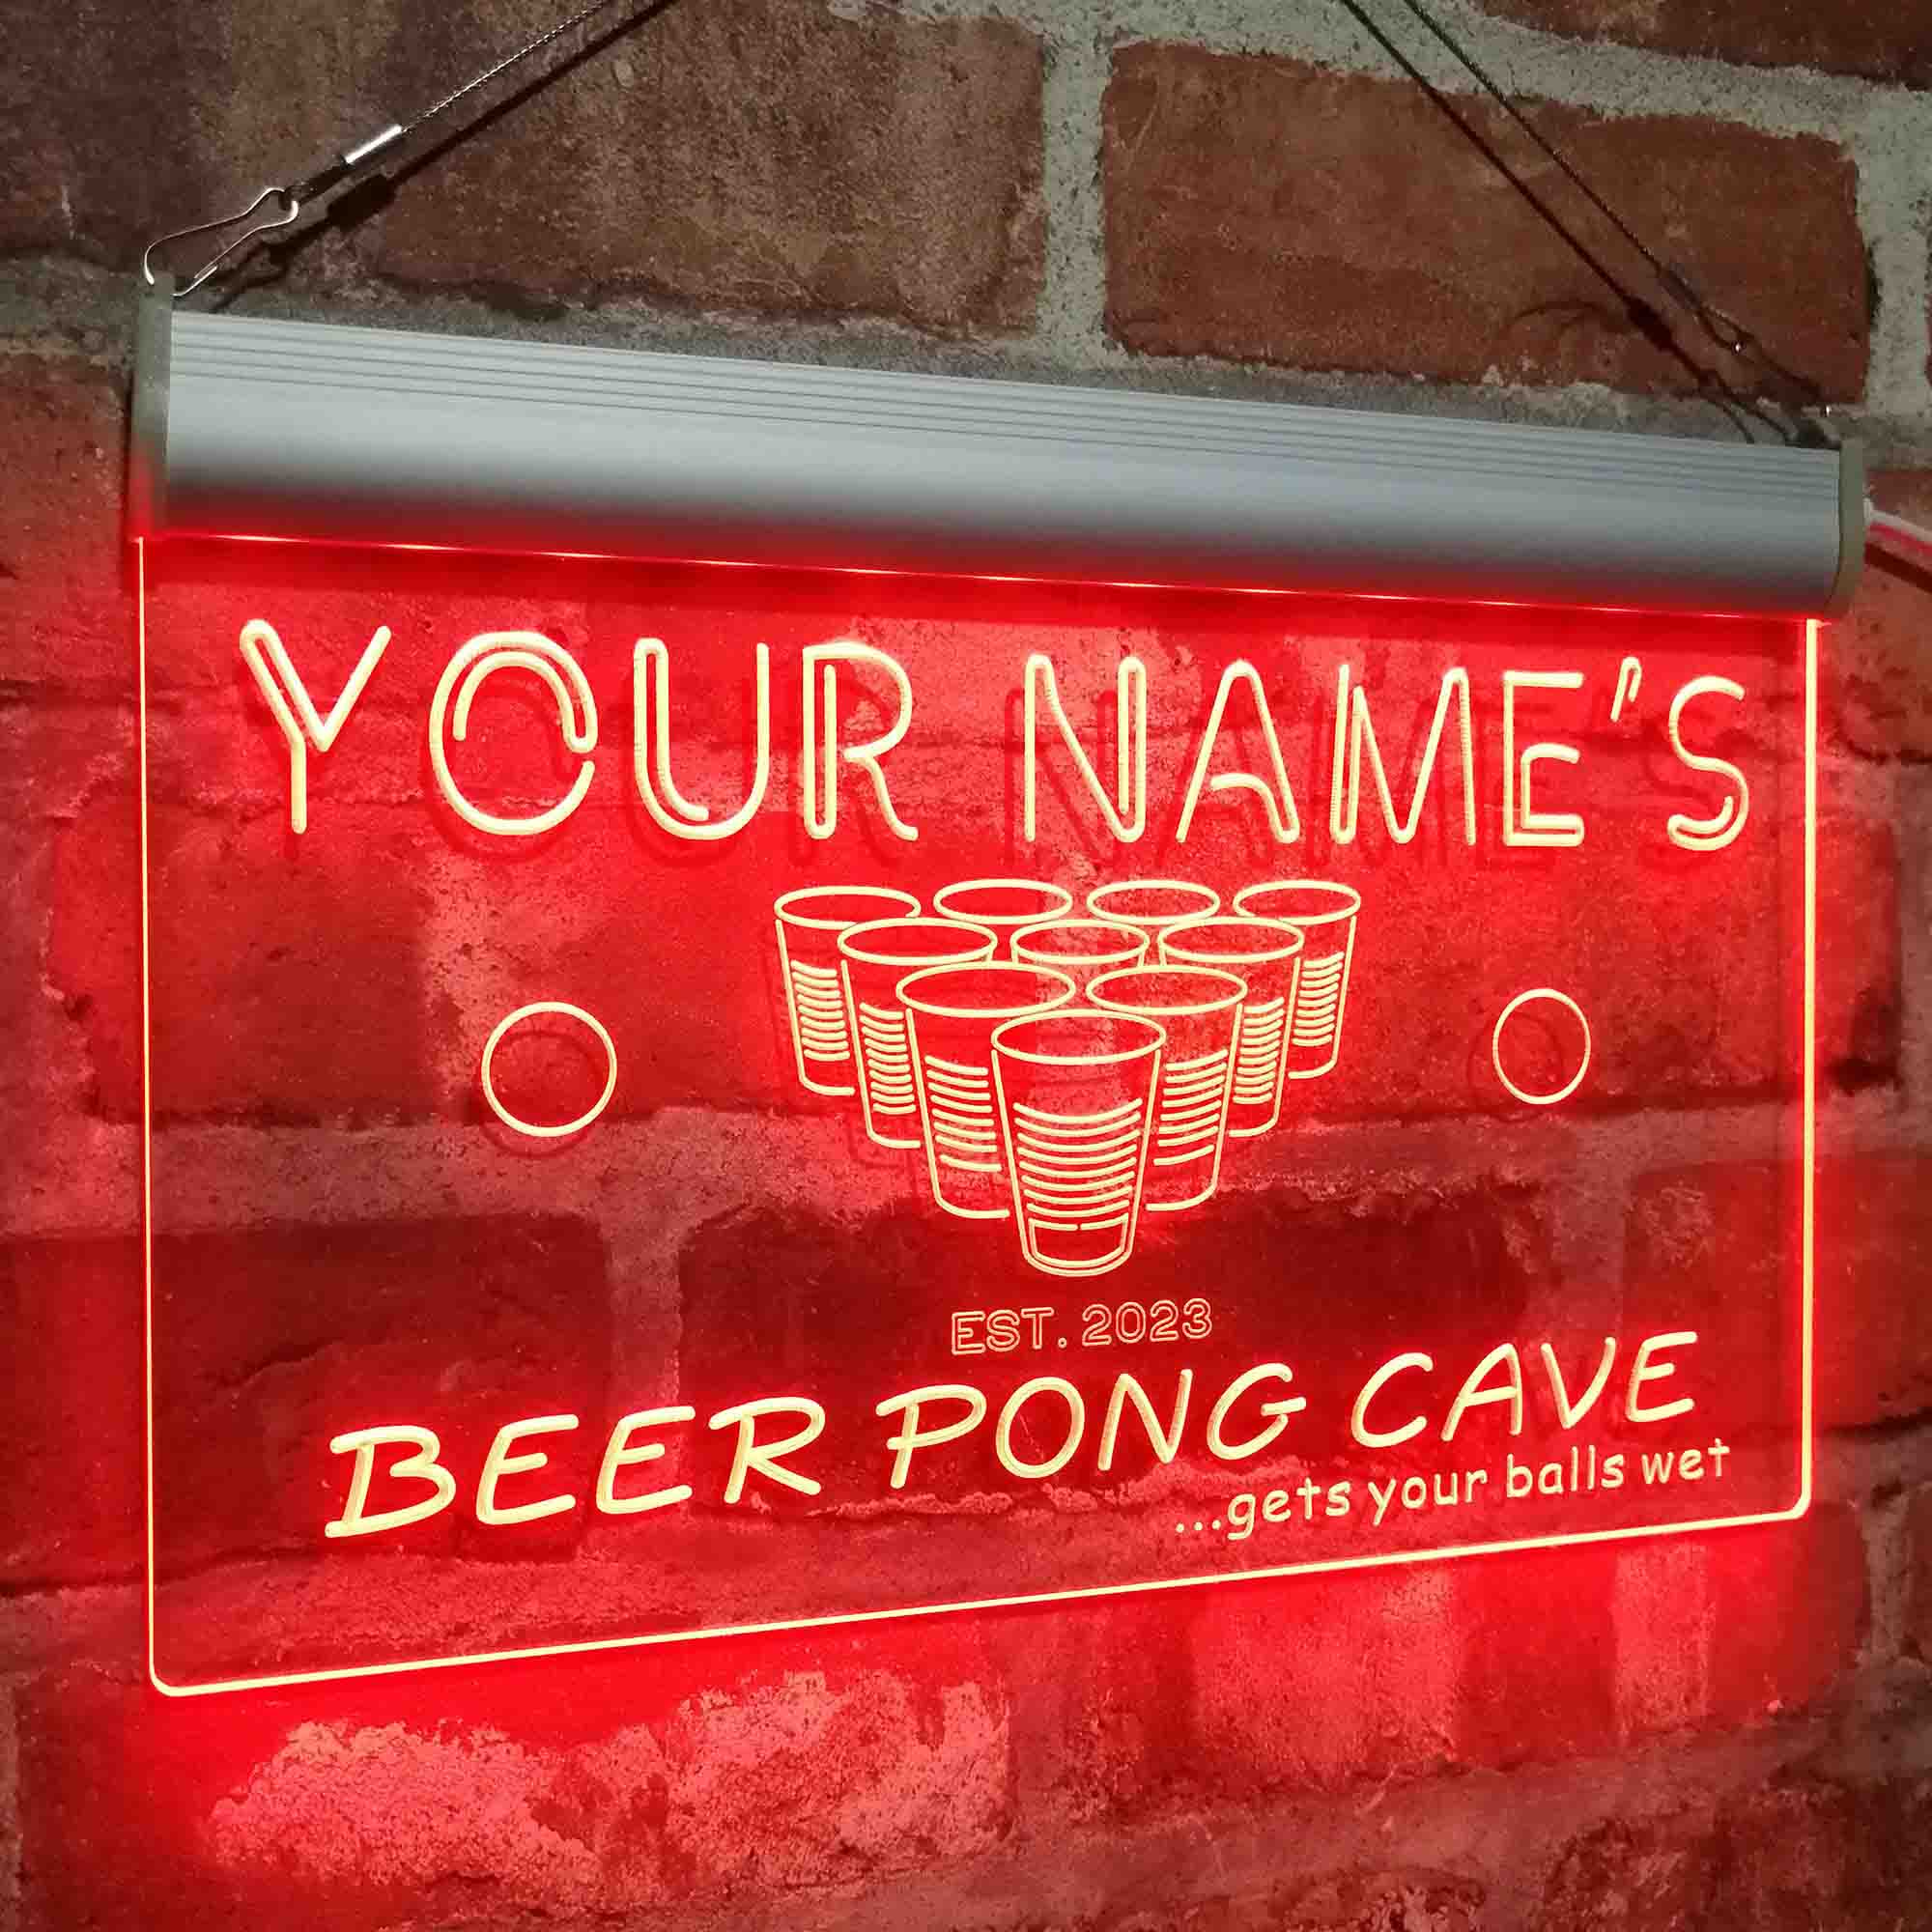 YOUR NAME'S
EST. 2023
BEER PONG CAVE
...gets your balls wet